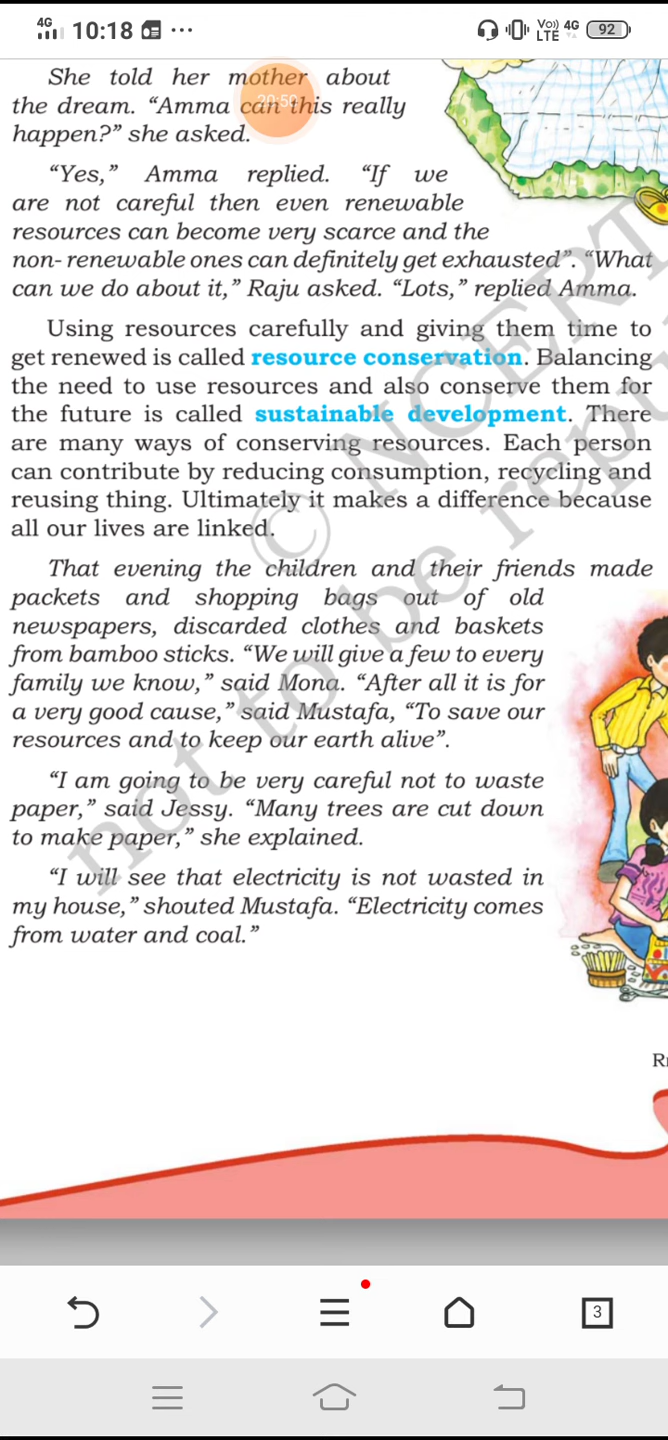 4G 10:18 ... Vo)) LTE 4G 92
She told her mother about
the dream. “Amma can this really
20:50
happen?” she asked.
“Yes,” Amma replied. “If we
are not careful then even renewable
resources can become very scarce and the
non- renewable ones can definitely get exhausted”. “What
can we do about it,” Raju asked. “Lots,” replied Amma.
Using resources carefully and giving them time to
get renewed is called resource conservation. Balancing
the need to use resources and also conserve them for
the future is called sustainable development. There
are many ways of conserving resources. Each person
can contribute by reducing consumption, recycling and
reusing thing. Ultimately it makes a difference because
all our lives are linked.
That evening the children and their friends made
packets and shopping bags out of old
newspapers, discarded clothes and baskets
from bamboo sticks. “We will give a few to every
family we know,” said Mona. “After all it is for
a very good cause,” said Mustafa, “To save our
resources and to keep our earth alive”.
“I am going to be very careful not to waste
paper,” said Jessy. “Many trees are cut down
to make paper,” she explained.
“I will see that electricity is not wasted in
my house,” shouted Mustafa. “Electricity comes
from water and coal.”
© NCERT
not to be
3